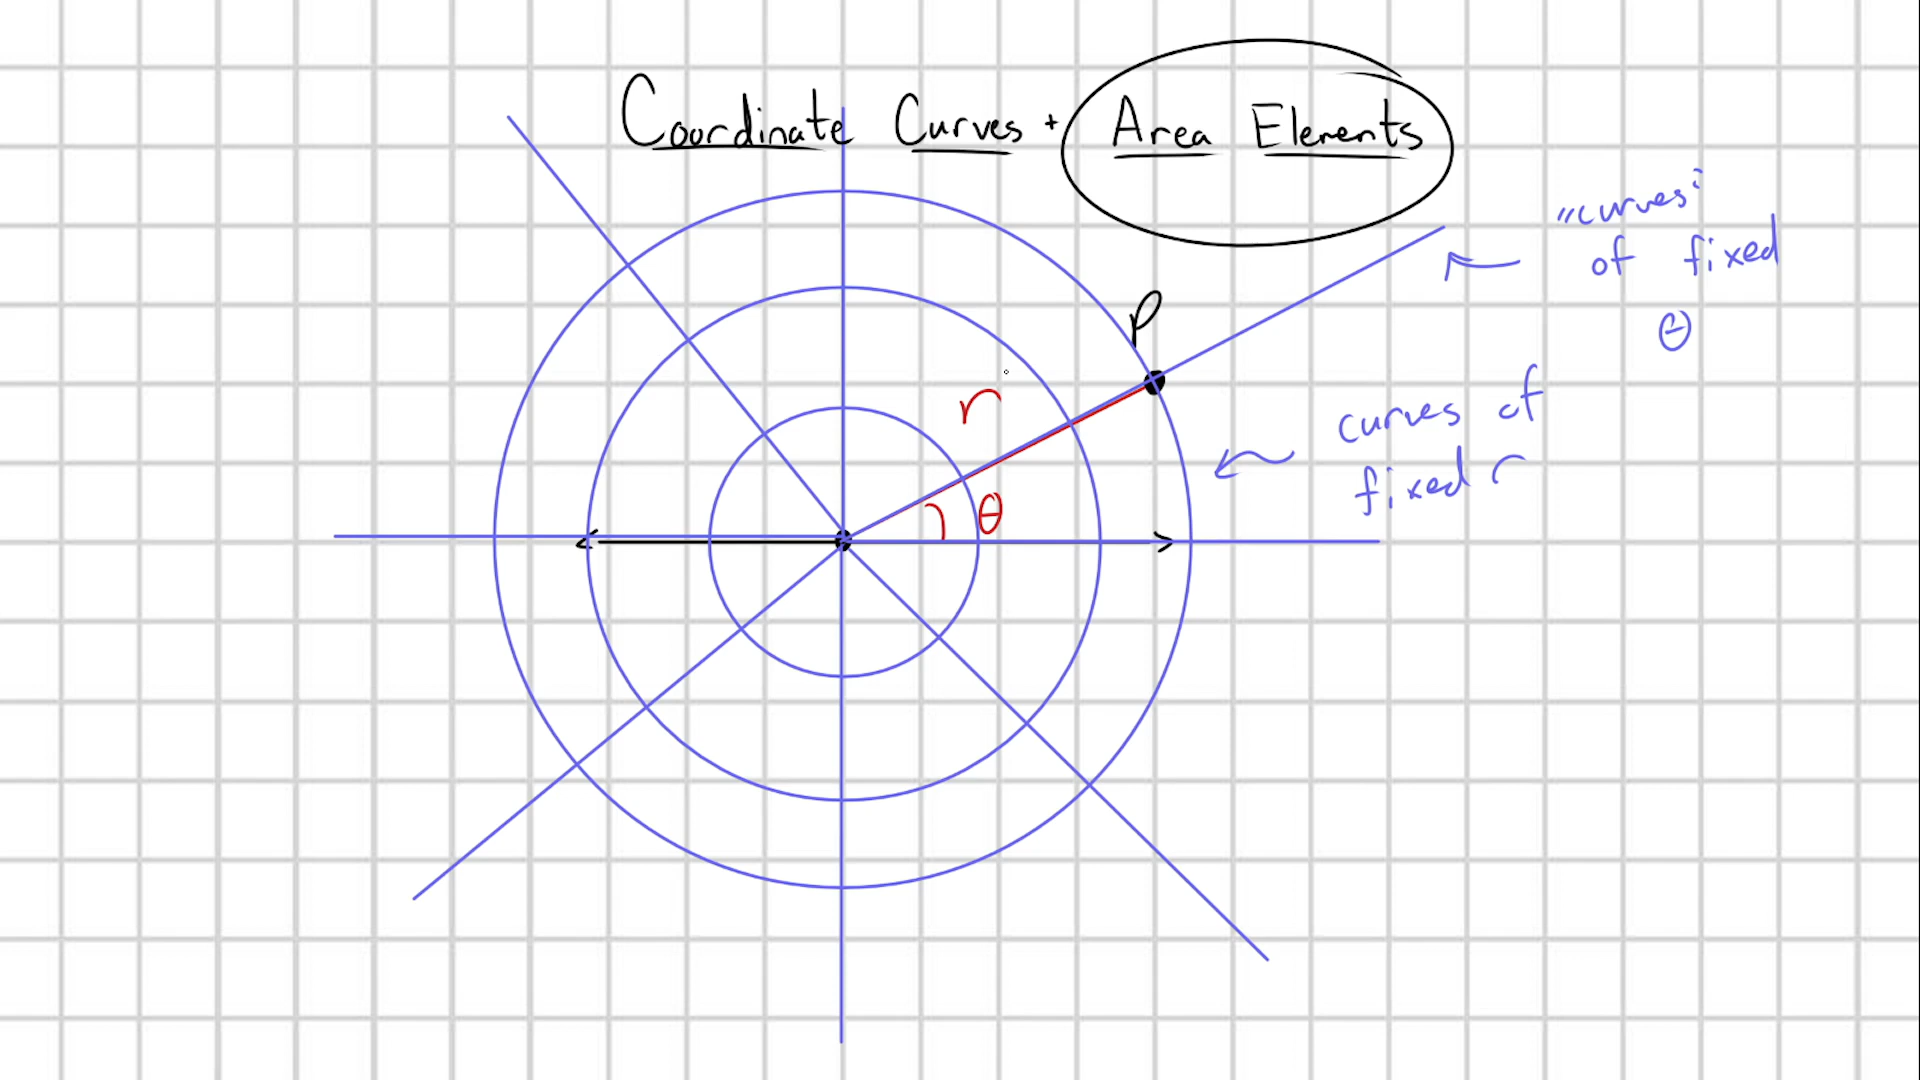 Coordinate Curves + Area Elements
"curves"
of fixed
θ
P
r
curves of
fixed r
θ